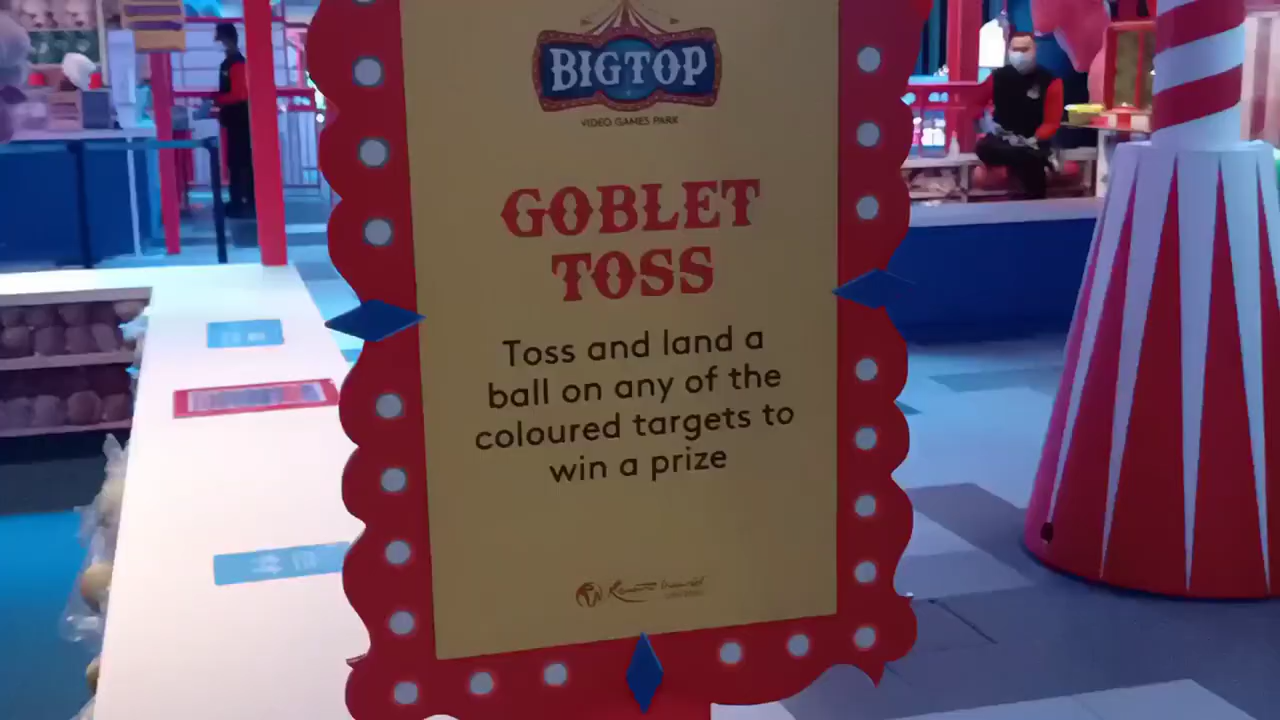 BIGTOP
VIDEO GAMES PARK
GOBLET
TOSS
Toss and land a
ball on any of the
coloured targets to
win a prize